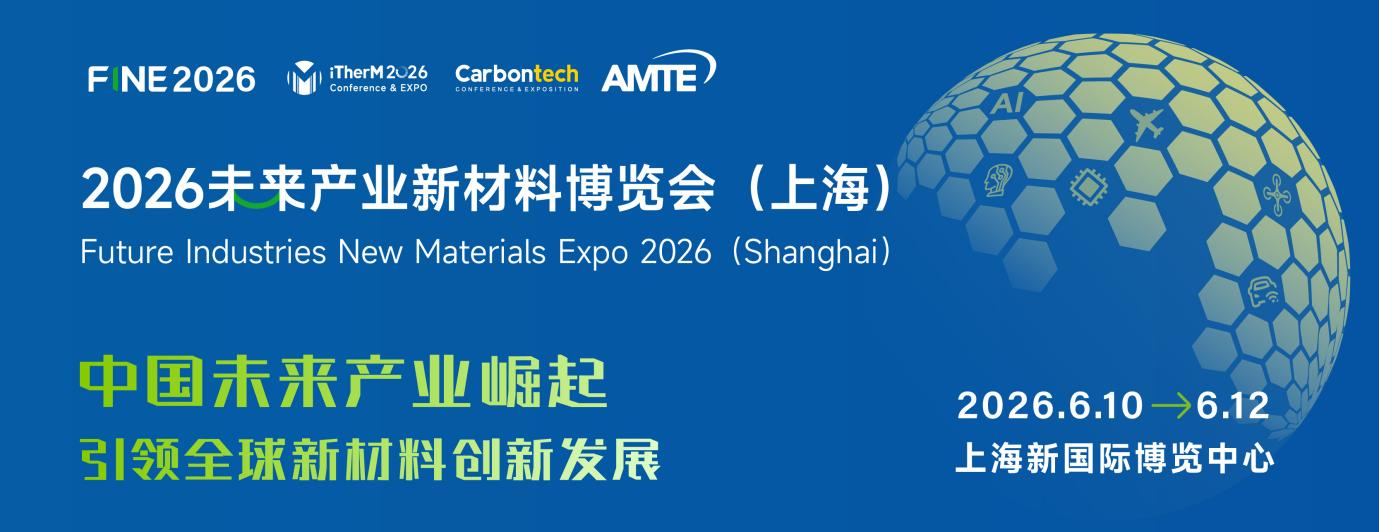 FINE 2026
iTherM 2026
Conference & EXPO
Carbontech
CONFERENCE & EXPOSITION
AMTE
2026未来产业新材料博览会（上海）
Future Industries New Materials Expo 2026（Shanghai）
AI
中国未来产业崛起
引领全球新材料创新发展
2026.6.10→6.12
上海新国际博览中心